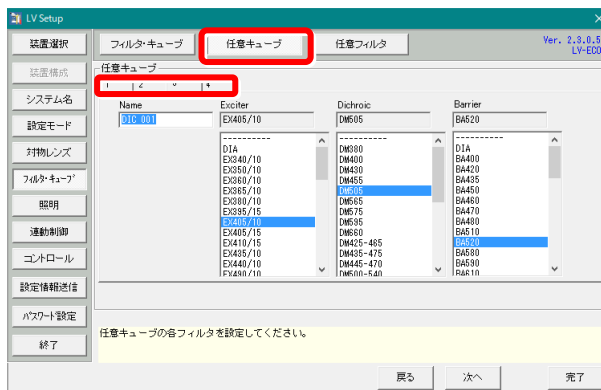 LV Setup
装置選択
フィルタ・キューブ
任意キューブ
任意フィルタ
Ver. 2.3.0.5
LV-ECO
装置構成
システム名
設定モード
対物レンズ
フィルタ・キューブ
照明
連動制御
コントロール
設定情報送信
パスワード設定
終了
任意キューブ
1 2 3 4
Name Exciter Dichroic Barrier
DIC 001 EX405/10 DM505 BA520
---------- ---------- ----------
DIA DM380 DIA
EX340/10 DM400 BA400
EX350/10 DM430 BA420
EX360/10 DM455 BA435
EX365/10 DM505 BA450
EX380/10 DM565 BA460
EX395/15 DM575 BA470
EX405/10 DM595 BA480
EX405/15 DM660 BA510
EX410/15 DM425-465 BA520
EX435/10 DM435-475 BA580
EX440/10 DM445-470 BA590
EX490/10 DM500-540 BA610
任意キューブの各フィルタを設定してください。
戻る 次へ 完了